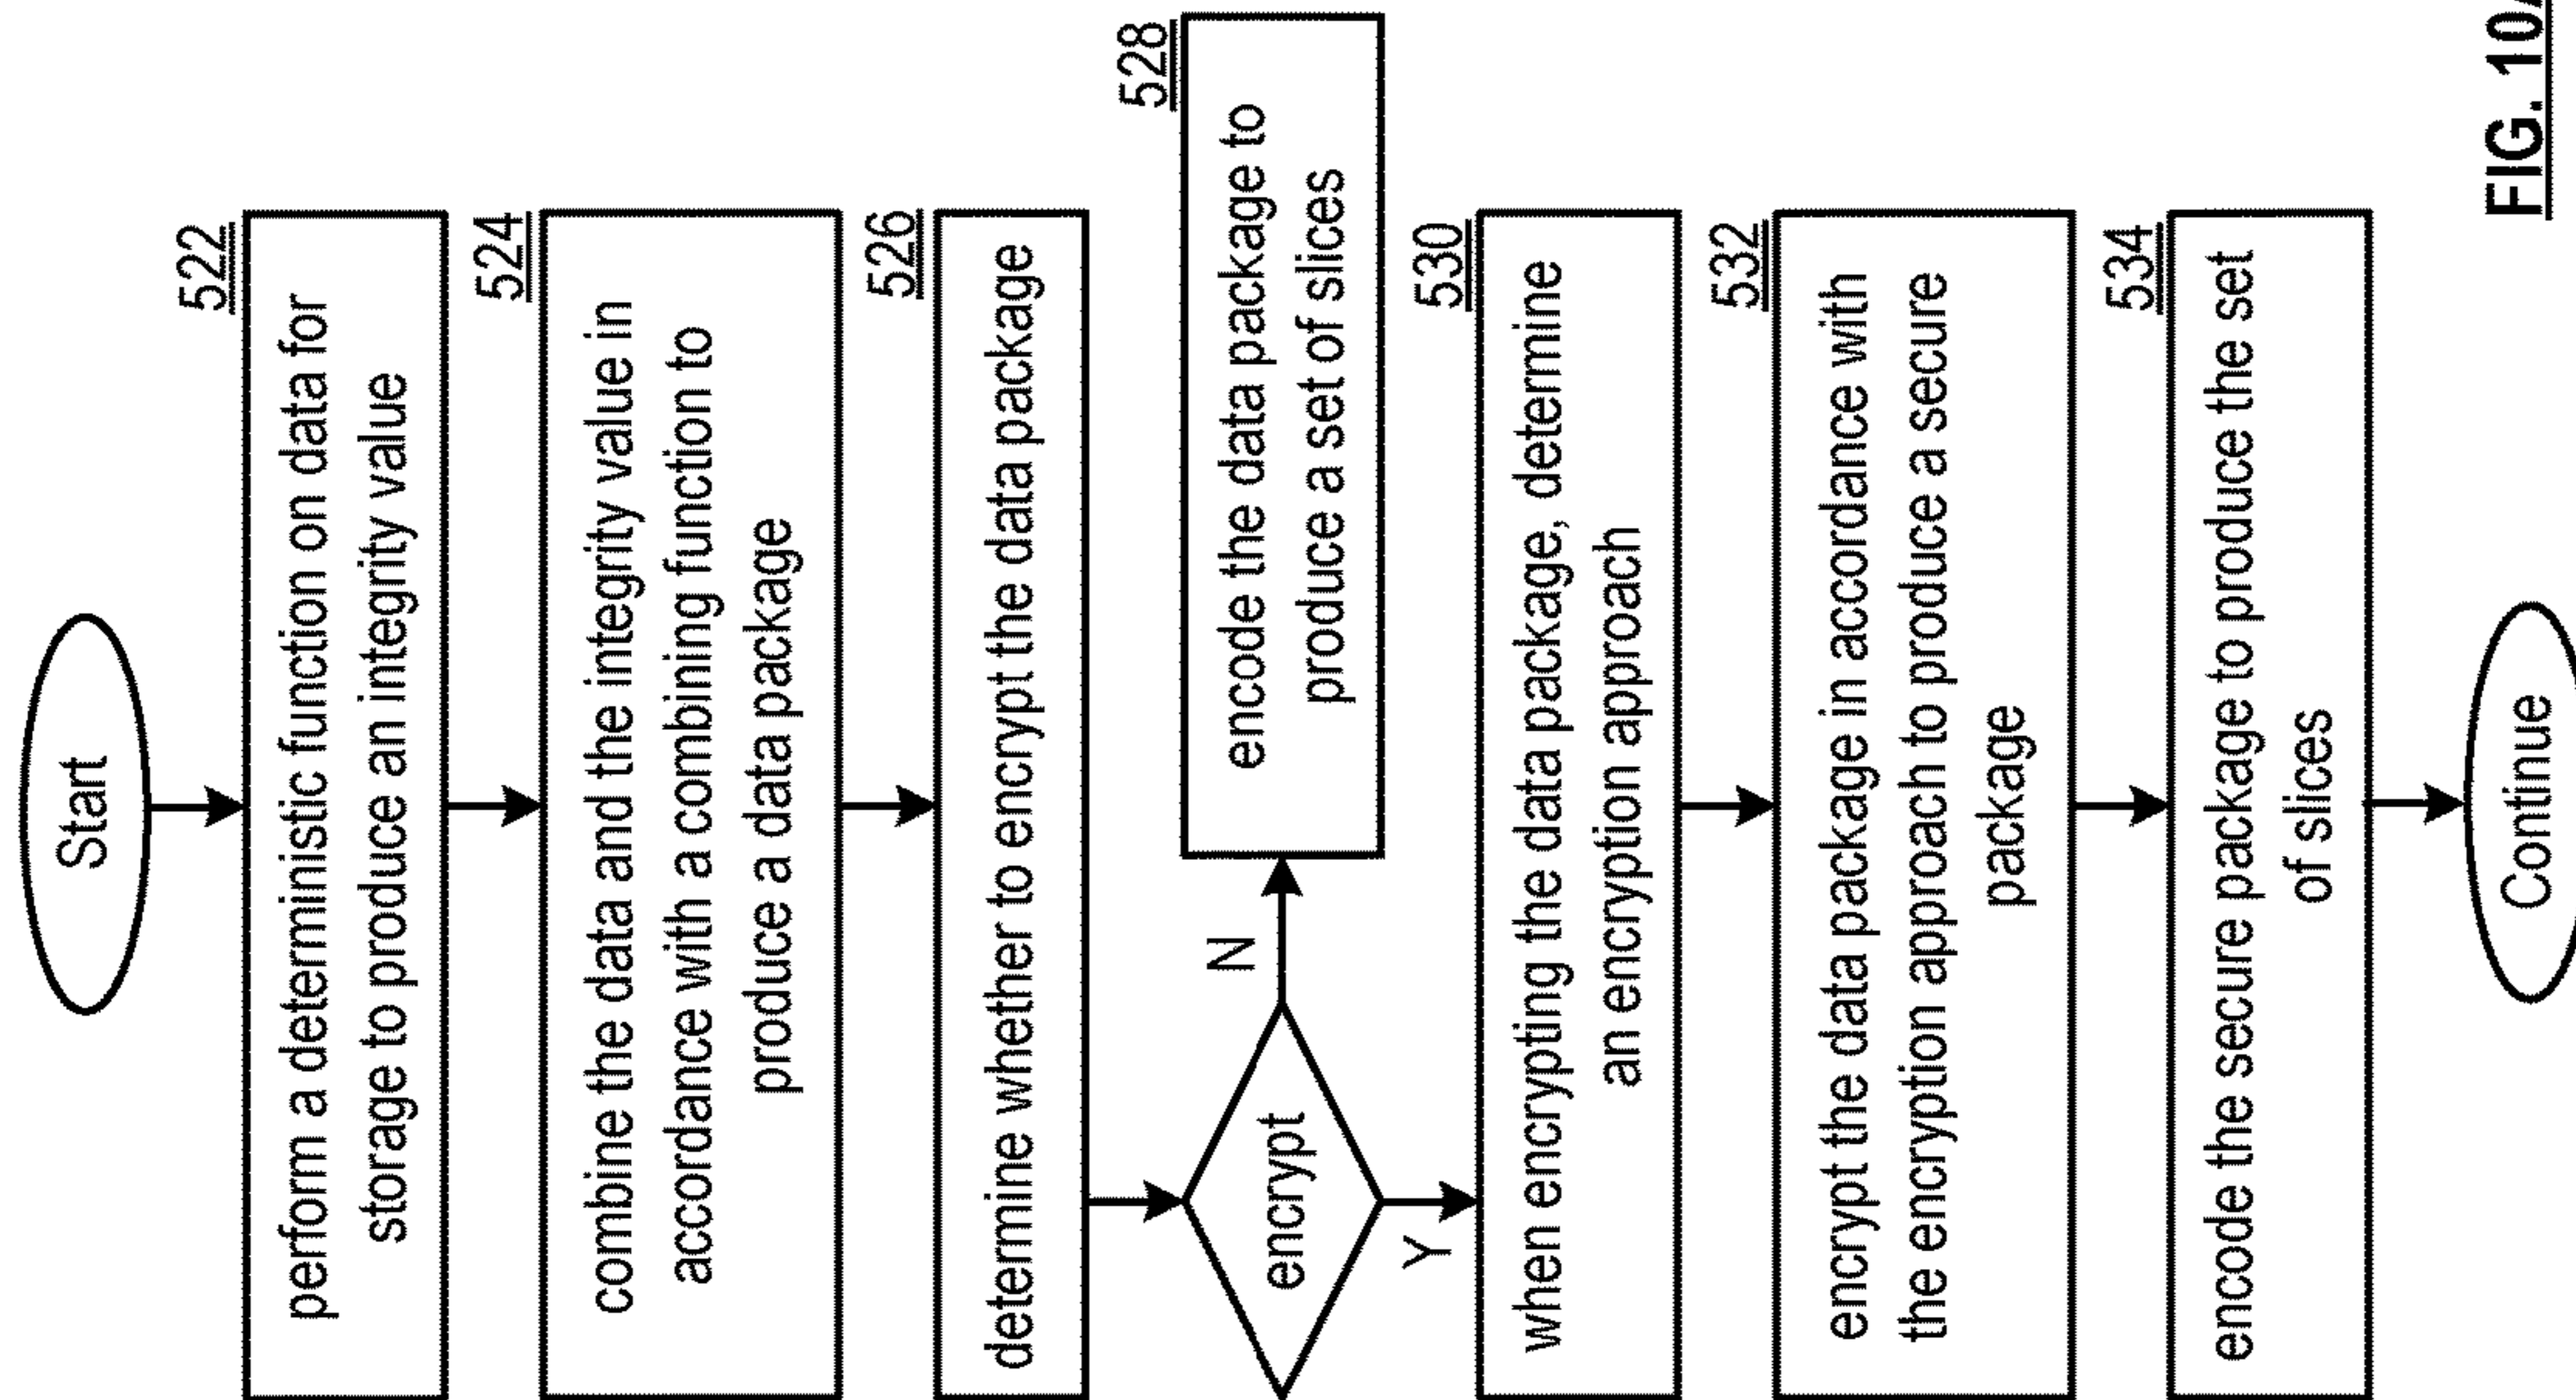 Start
522
perform a deterministic function on data for
storage to produce an integrity value
524
combine the data and the integrity value in
accordance with a combining function to
produce a data package
526
determine whether to encrypt the data package
encrypt
N
528
encode the data package to
produce a set of slices
Y
530
when encrypting the data package, determine
an encryption approach
532
encrypt the data package in accordance with
the encryption approach to produce a secure
package
534
encode the secure package to produce the set
of slices
Continue
FIG. 10A